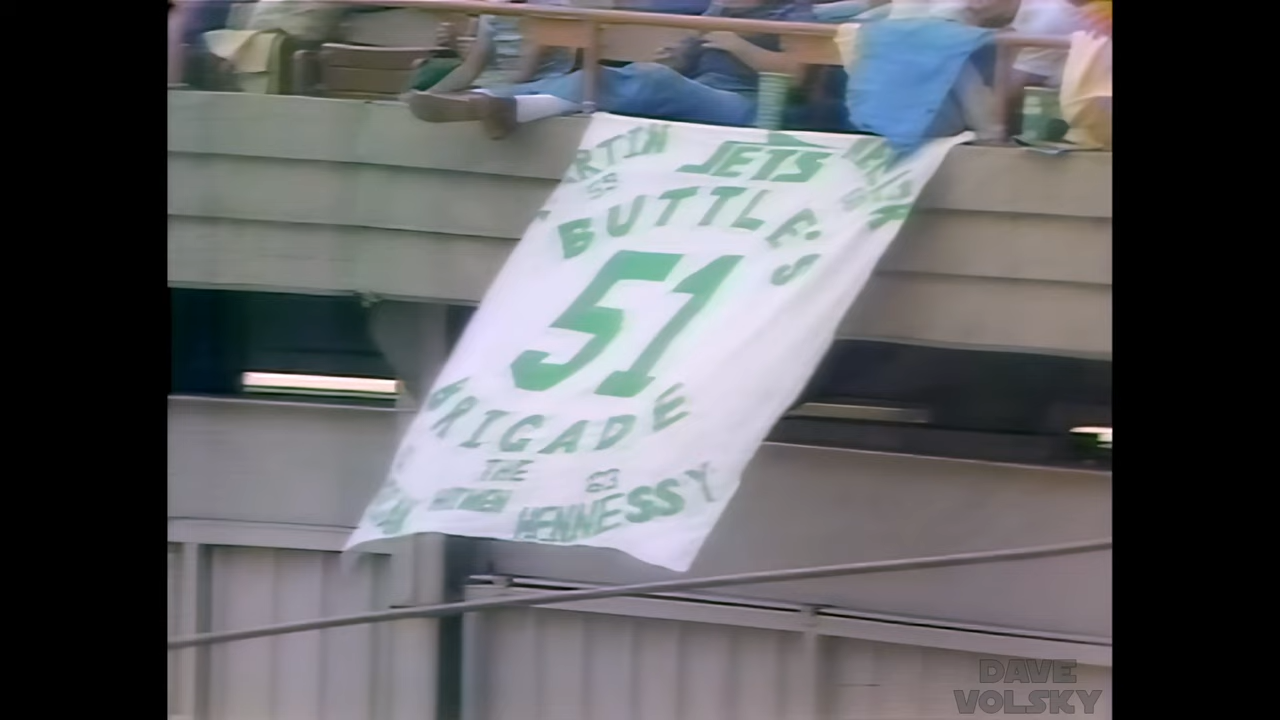 JETS
BUTTLE'S
51
BRIGADE
THE 63
HITMEN HENNESSY
DAVE
VOLSKY